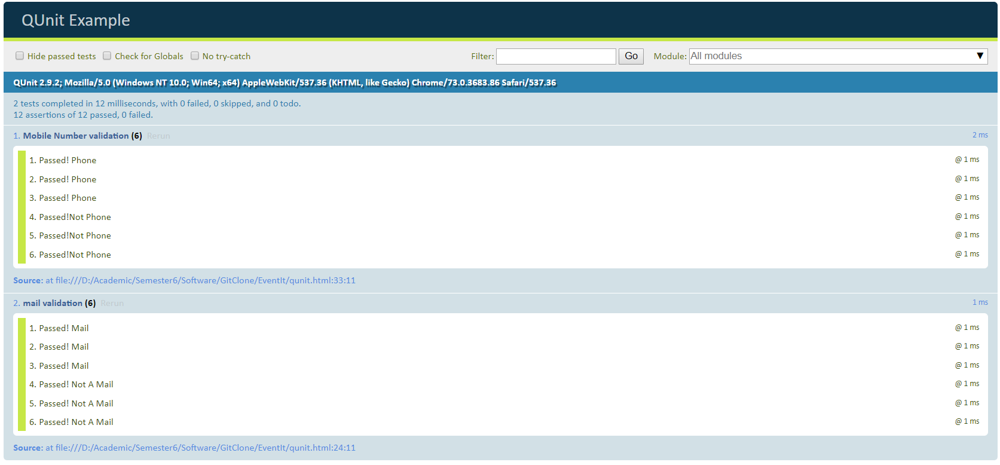 QUnit Example
Hide passed tests Check for Globals No try-catch Filter: Go Module: All modules ▼
QUnit 2.9.2; Mozilla/5.0 (Windows NT 10.0; Win64; x64) AppleWebKit/537.36 (KHTML, like Gecko) Chrome/73.0.3683.86 Safari/537.36
2 tests completed in 12 milliseconds, with 0 failed, 0 skipped, and 0 todo.
12 assertions of 12 passed, 0 failed.
1. Mobile Number validation (6) Rerun 2 ms
1. Passed! Phone @ 1 ms
2. Passed! Phone @ 1 ms
3. Passed! Phone @ 1 ms
4. Passed!Not Phone @ 1 ms
5. Passed!Not Phone @ 1 ms
6. Passed!Not Phone @ 1 ms
Source: at file:///D:/Academic/Semester6/Software/GitClone/EventIt/qunit.html:33:11
2. mail validation (6) Rerun 1 ms
1. Passed! Mail @ 1 ms
2. Passed! Mail @ 1 ms
3. Passed! Mail @ 1 ms
4. Passed! Not A Mail @ 1 ms
5. Passed! Not A Mail @ 1 ms
6. Passed! Not A Mail @ 1 ms
Source: at file:///D:/Academic/Semester6/Software/GitClone/EventIt/qunit.html:24:11